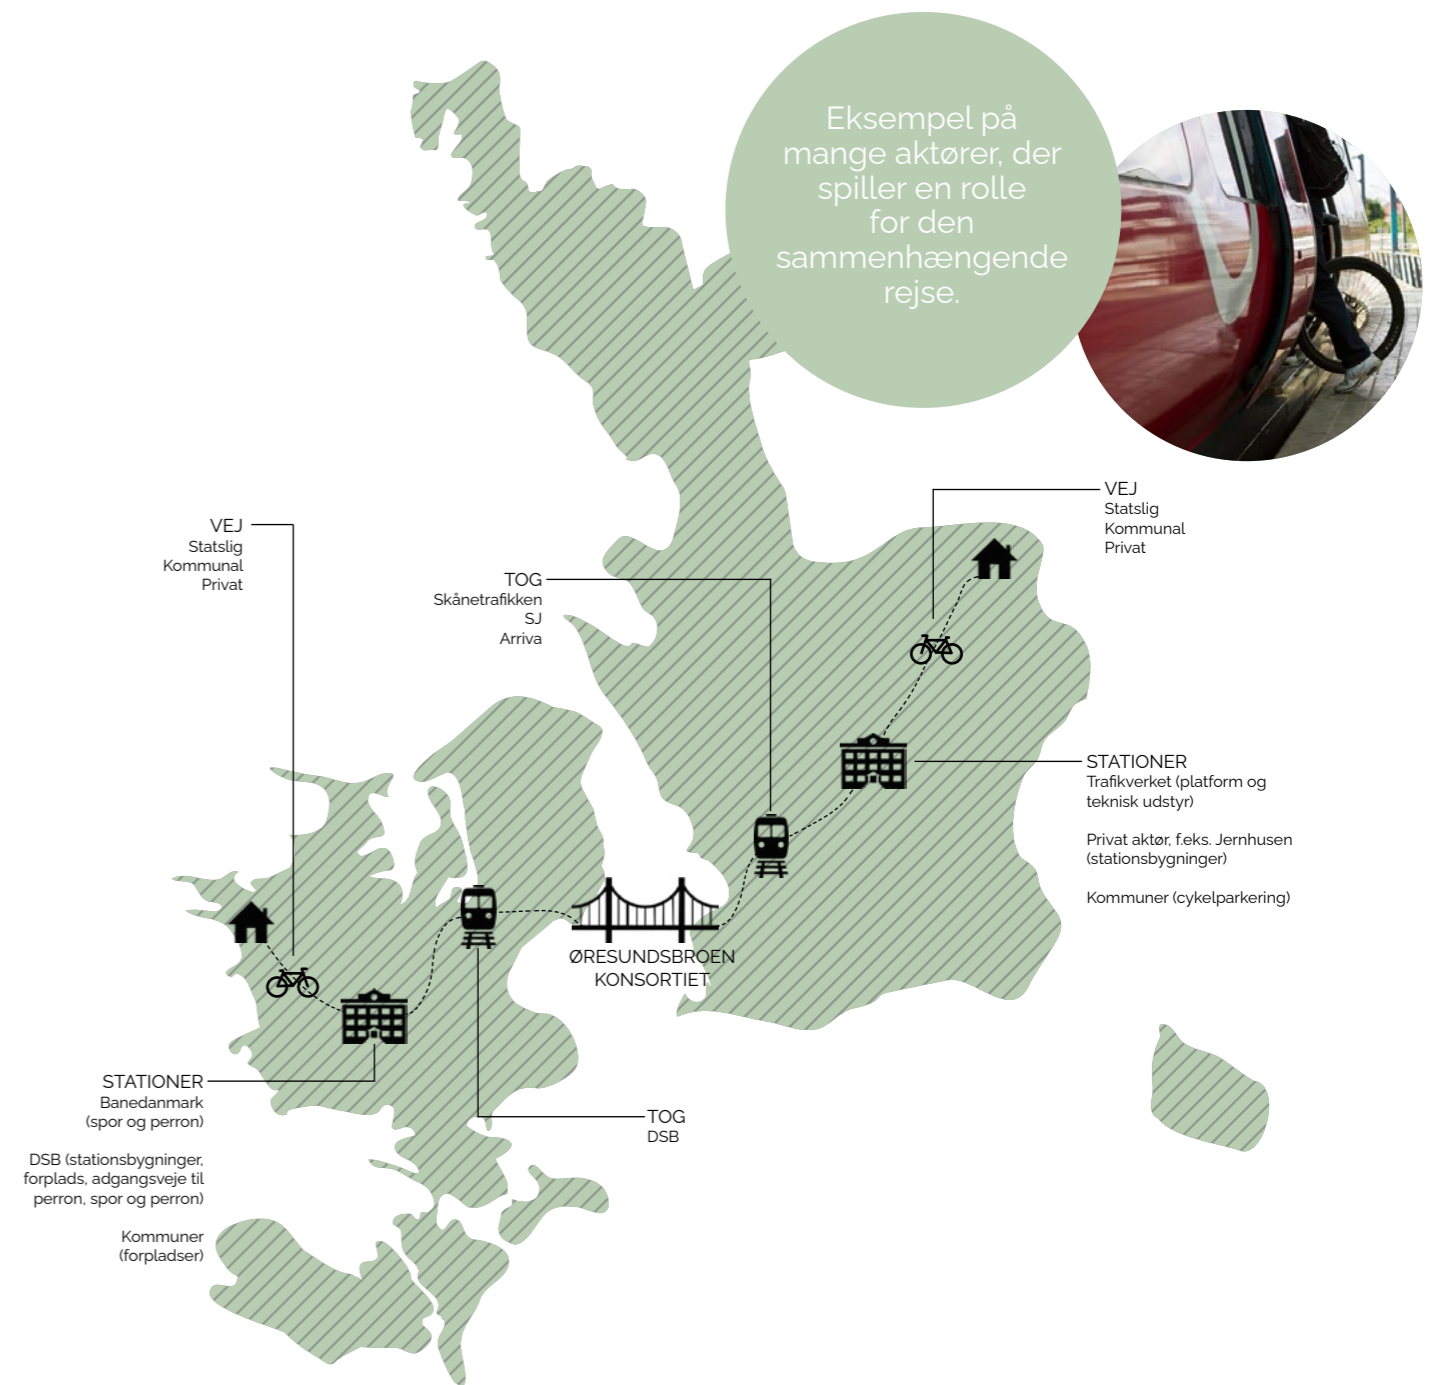 Eksempel på
mange aktører, der
spiller en rolle
for den
sammenhængende
rejse.
VEJ
Statslig
Kommunal
Privat
VEJ
Statslig
Kommunal
Privat
TOG
Skånetrafikken
SJ
Arriva
STATIONER
Trafikverket (platform og
teknisk udstyr)
Privat aktør, f.eks. Jernhusen
(stationsbygninger)
Kommuner (cykelparkering)
ØRESUNDSBROEN
KONSORTIET
STATIONER
Banedanmark
(spor og perron)
DSB (stationsbygninger,
forplads, adgangsveje til
perron, spor og perron)
Kommuner
(forpladser)
TOG
DSB